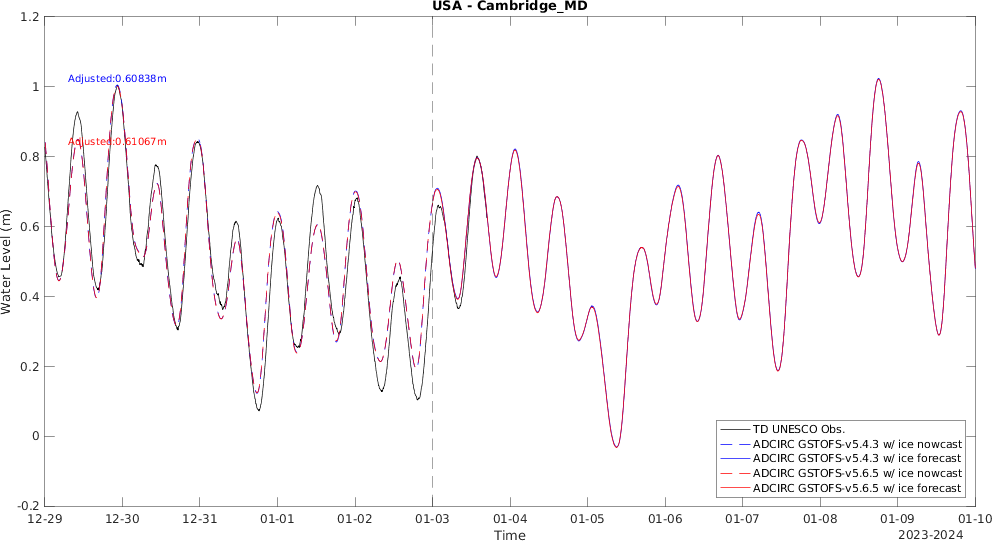 USA - Cambridge_MD
Water Level (m)
1.2
1
0.8
0.6
0.4
0.2
0
-0.2
Adjusted:0.60838m
Adjusted:0.61067m
TD UNESCO Obs.
ADCIRC GSTOFS-v5.4.3 w/ ice nowcast
ADCIRC GSTOFS-v5.4.3 w/ ice forecast
ADCIRC GSTOFS-v5.6.5 w/ ice nowcast
ADCIRC GSTOFS-v5.6.5 w/ ice forecast
12-29 12-30 12-31 01-01 01-02 01-03 01-04 01-05 01-06 01-07 01-08 01-09 01-10
Time
2023-2024